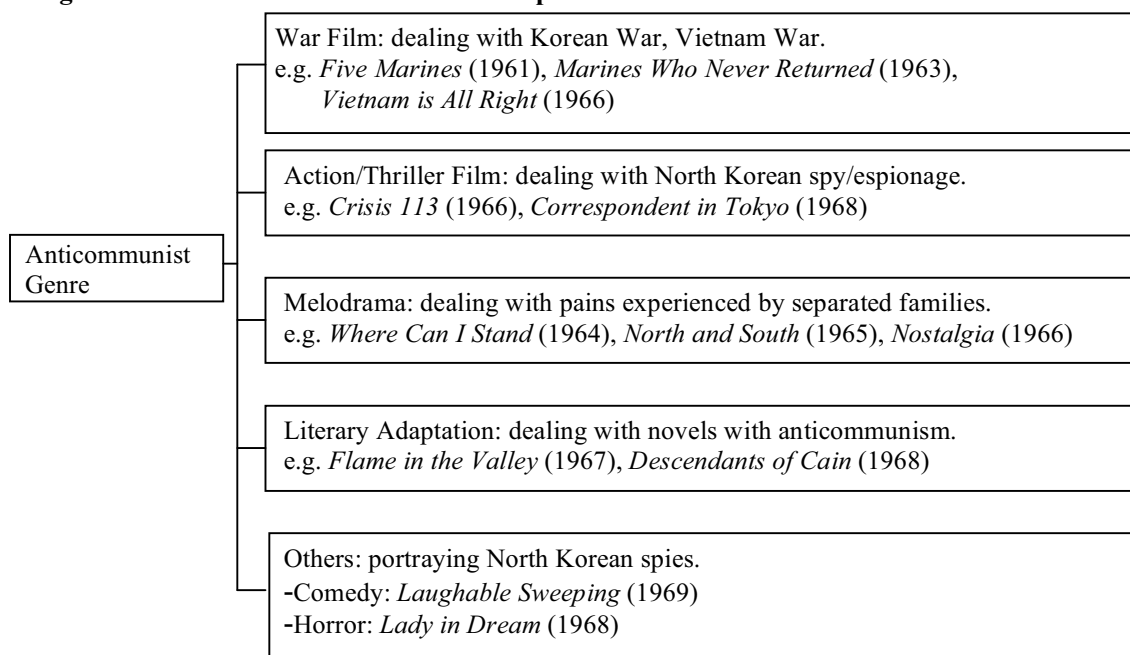 War Film: dealing with Korean War, Vietnam War.
e.g. Five Marines (1961), Marines Who Never Returned (1963),
Vietnam is All Right (1966)
Action/Thriller Film: dealing with North Korean spy/espionage.
e.g. Crisis 113 (1966), Correspondent in Tokyo (1968)
Anticommunist
Genre
Melodrama: dealing with pains experienced by separated families.
e.g. Where Can I Stand (1964), North and South (1965), Nostalgia (1966)
Literary Adaptation: dealing with novels with anticommunism.
e.g. Flame in the Valley (1967), Descendants of Cain (1968)
Others: portraying North Korean spies.
-Comedy: Laughable Sweeping (1969)
-Horror: Lady in Dream (1968)